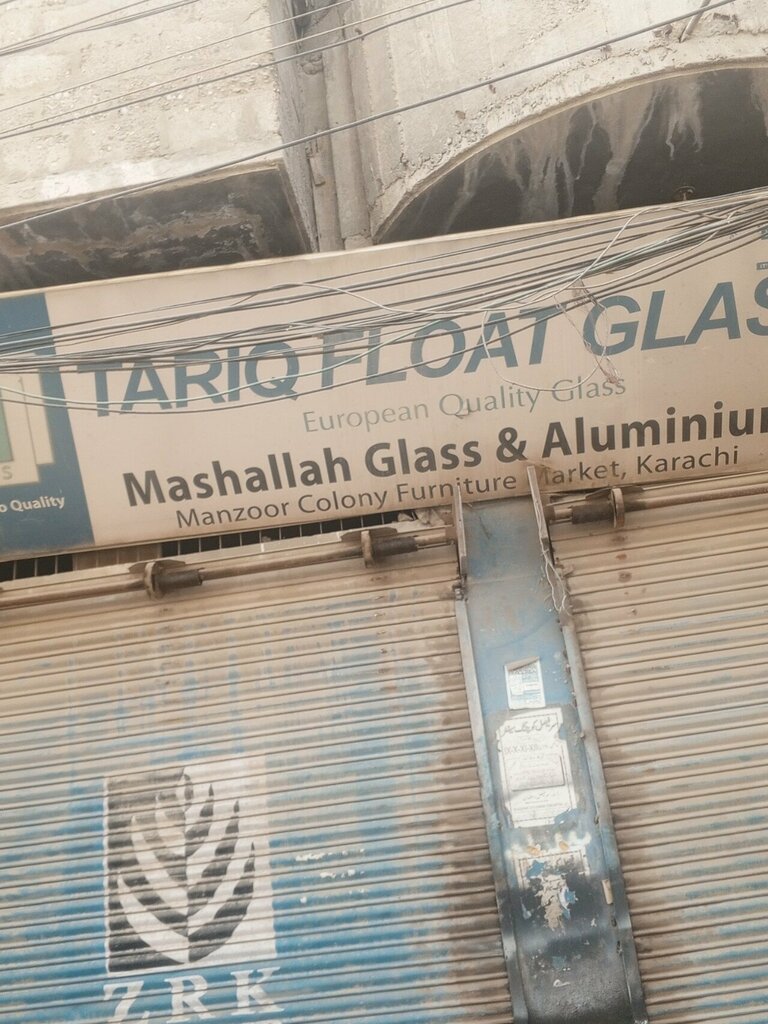 TARIQ FLOAT GLAS
European Quality Glass
Mashallah Glass & Aluminiu
Manzoor Colony Furniture Market, Karachi
o Quality
ZRK